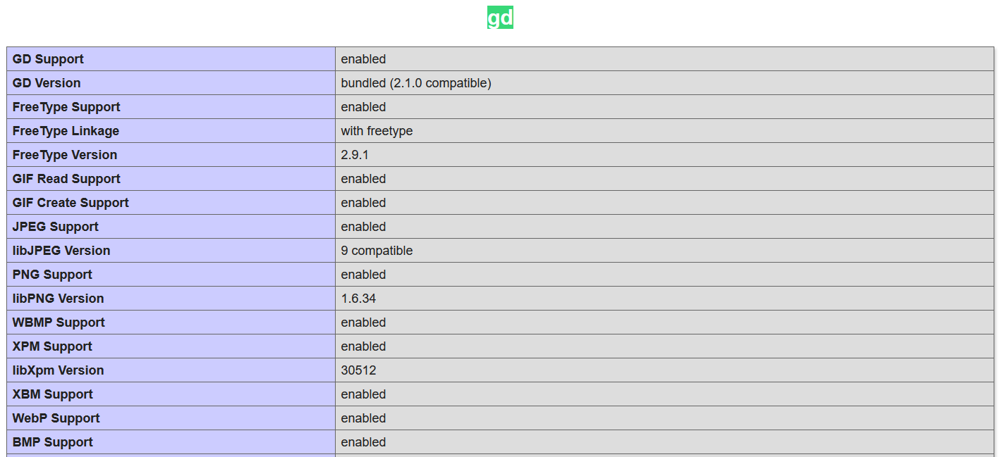 gd
GD Support enabled
GD Version bundled (2.1.0 compatible)
FreeType Support enabled
FreeType Linkage with freetype
FreeType Version 2.9.1
GIF Read Support enabled
GIF Create Support enabled
JPEG Support enabled
libJPEG Version 9 compatible
PNG Support enabled
libPNG Version 1.6.34
WBMP Support enabled
XPM Support enabled
libXpm Version 30512
XBM Support enabled
WebP Support enabled
BMP Support enabled